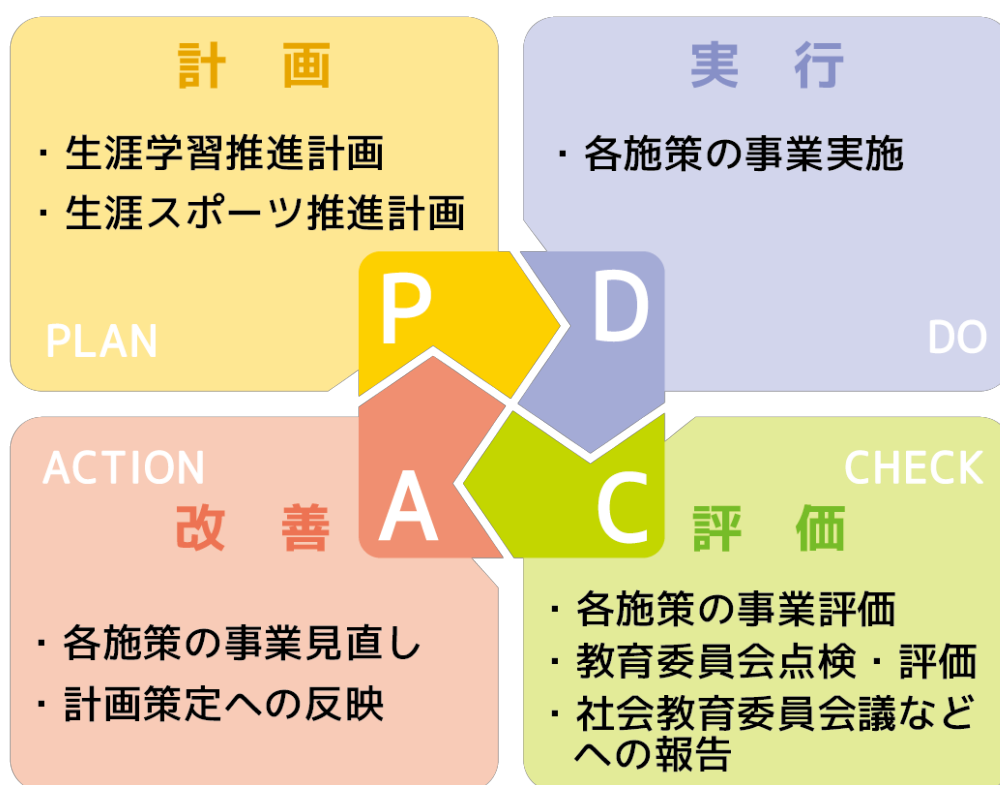 計画
・生涯学習推進計画
・生涯スポーツ推進計画
PLAN
実行
・各施策の事業実施
DO
P
D
A
C
ACTION
改善
・各施策の事業見直し
・計画策定への反映
CHECK
評価
・各施策の事業評価
・教育委員会点検・評価
・社会教育委員会議など
への報告